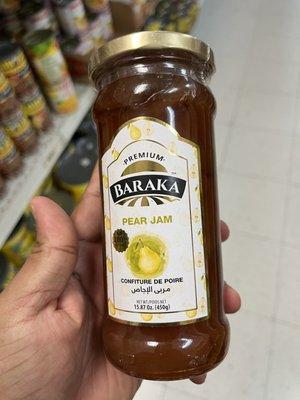 PREMIUM
BARAKA
PEAR JAM
CONFITURE DE POIRE
مربى الإجاص
NET WT/POIDS NET
15.87 Oz. (450g)